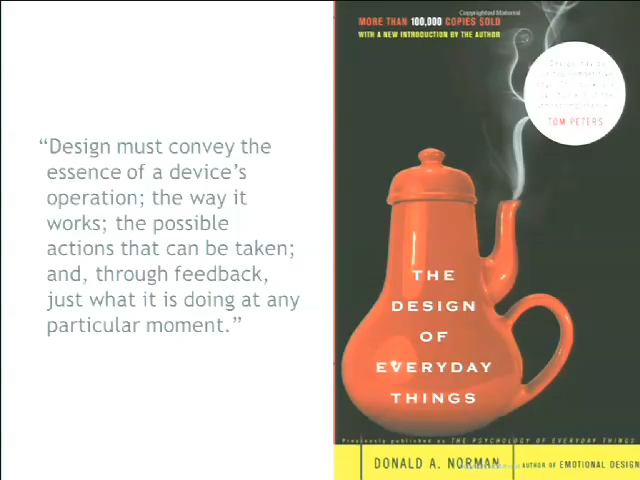 “Design must convey the
essence of a device’s
operation; the way it
works; the possible
actions that can be taken;
and, through feedback,
just what it is doing at any
particular moment.”
Copyrighted Material
MORE THAN 100,000 COPIES SOLD
WITH A NEW INTRODUCTION BY THE AUTHOR
TOM PETERS
THE
DESIGN
OF
EVERYDAY
THINGS
Previously published as THE PSYCHOLOGY OF EVERYDAY THINGS
DONALD A. NORMAN
AUTHOR OF EMOTIONAL DESIGN